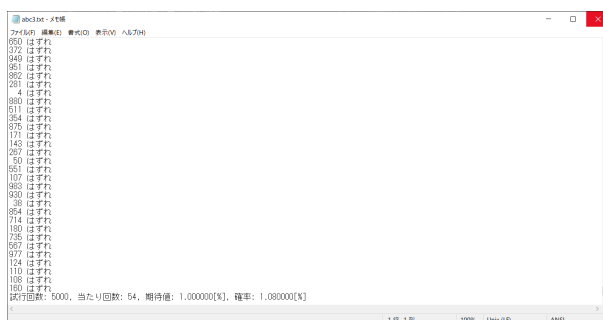 abc3.txt - メモ帳
ファイル(F) 編集(E) 書式(O) 表示(V) ヘルプ(H)
650 はずれ
372 はずれ
949 はずれ
951 はずれ
862 はずれ
281 はずれ
4 はずれ
880 はずれ
511 はずれ
354 はずれ
875 はずれ
171 はずれ
143 はずれ
267 はずれ
50 はずれ
551 はずれ
107 はずれ
983 はずれ
930 はずれ
38 はずれ
854 はずれ
714 はずれ
180 はずれ
735 はずれ
567 はずれ
977 はずれ
124 はずれ
110 はずれ
108 はずれ
160 はずれ
試行回数: 5000, 当たり回数: 54, 期待値: 1.000000[%], 確率: 1.080000[%]
1 行、1 列 100% Unix (LF) ANSI